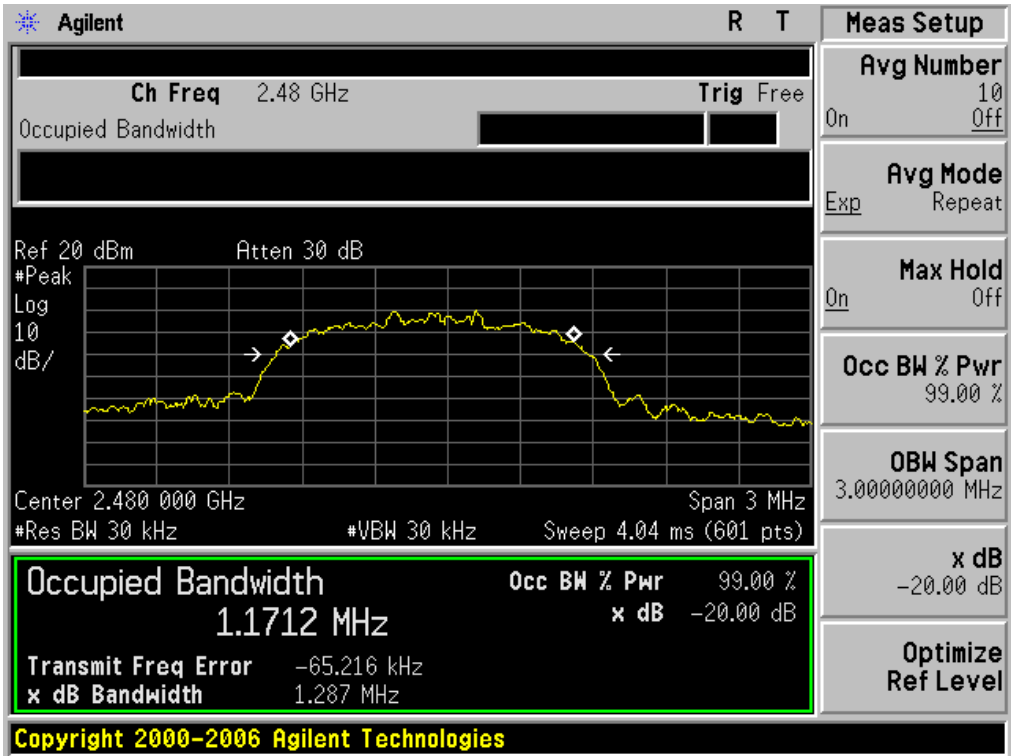 Agilent R T
Ch Freq 2.48 GHz Trig Free
Occupied Bandwidth
Ref 20 dBm Atten 30 dB
#Peak
Log
10
dB/
Center 2.480 000 GHz Span 3 MHz
#Res BW 30 kHz #VBW 30 kHz Sweep 4.04 ms (601 pts)
Occupied Bandwidth
1.1712 MHz
Occ BW % Pwr 99.00 %
x dB -20.00 dB
Transmit Freq Error -65.216 kHz
x dB Bandwidth 1.287 MHz
Copyright 2000-2006 Agilent Technologies
Meas Setup
Avg Number
10
On Off
Avg Mode
Exp Repeat
Max Hold
On Off
Occ BW % Pwr
99.00 %
OBW Span
3.00000000 MHz
x dB
-20.00 dB
Optimize
Ref Level